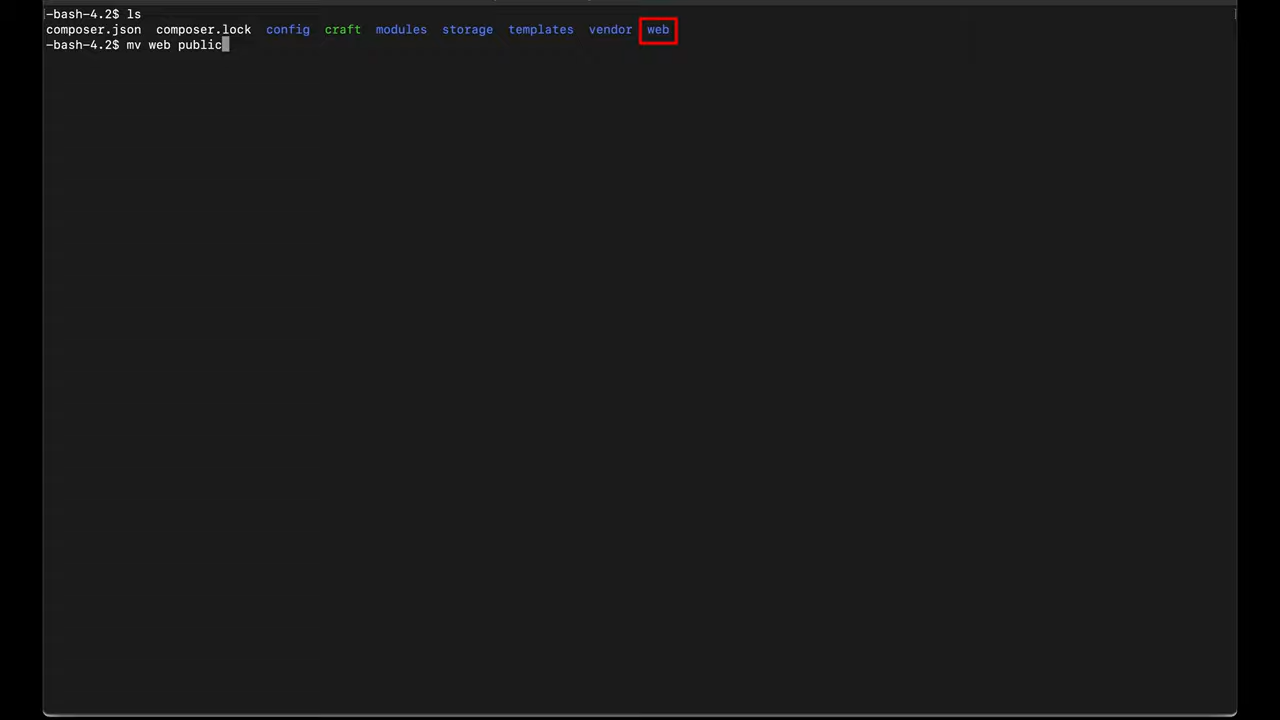 -bash-4.2$ ls
composer.json composer.lock config craft modules storage templates vendor web
-bash-4.2$ mv web public